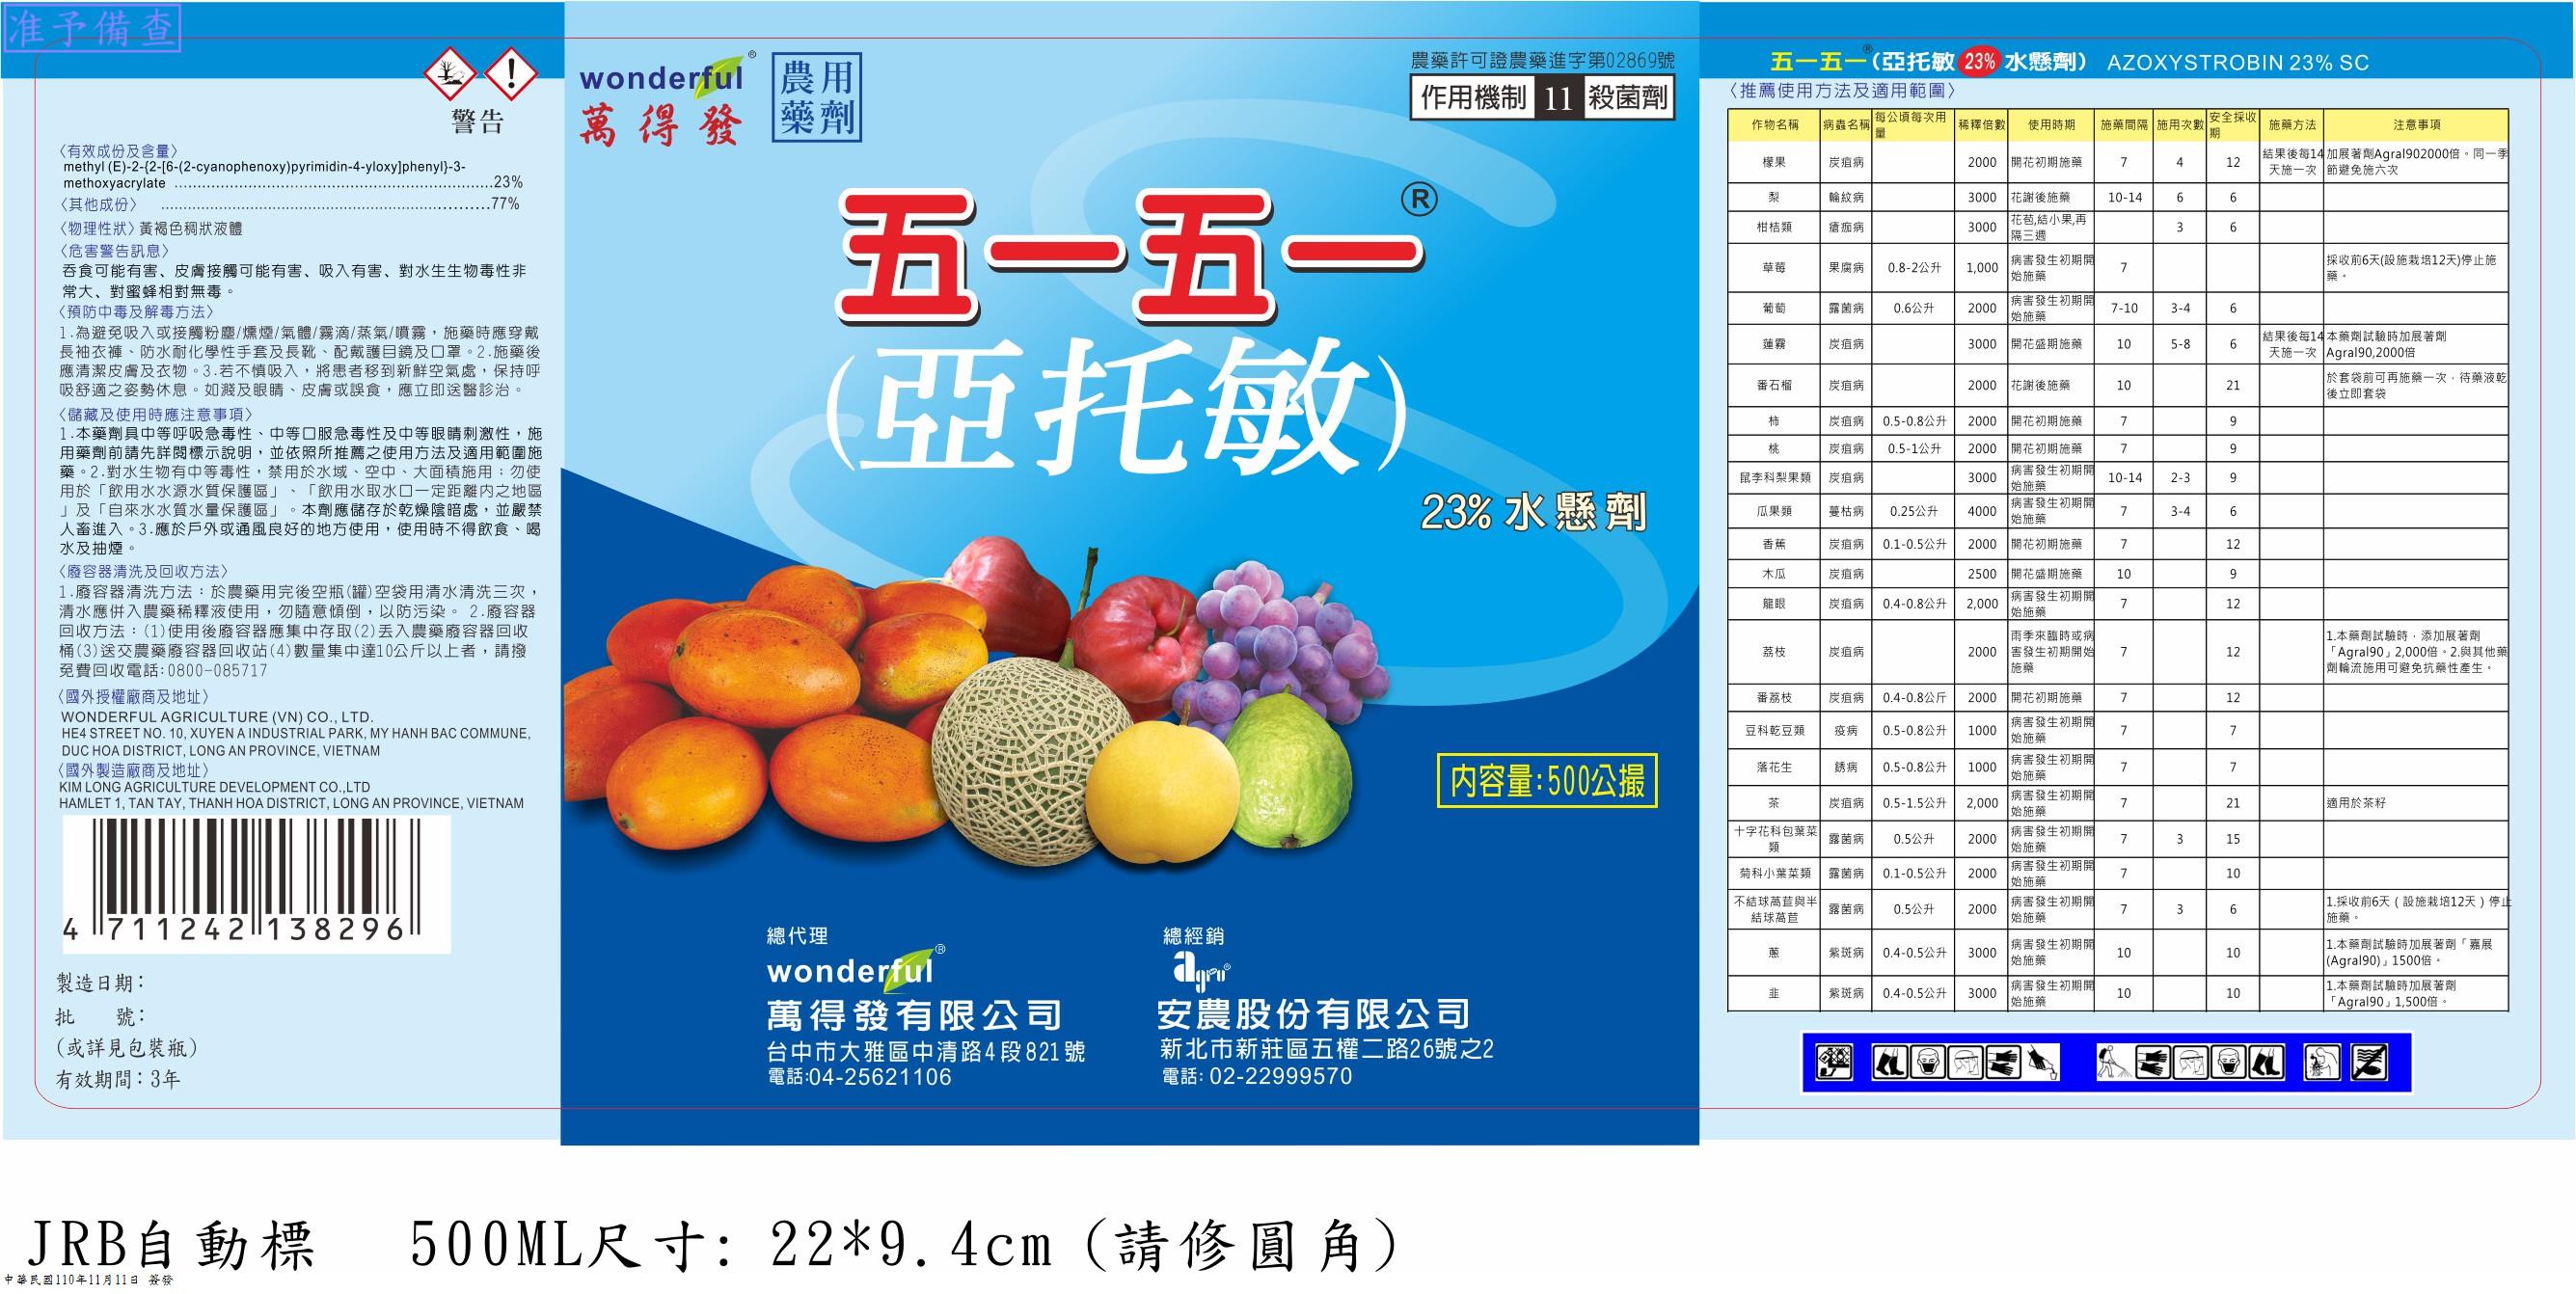 准予備查
警告
〈有效成份及含量〉
methyl (E)-2-{2-[6-(2-cyanophenoxy)pyrimidin-4-yloxy]phenyl}-3-
methoxyacrylate ......................................................................23%
〈其他成份〉 ......................................................................77%
〈物理性狀〉黃褐色稠狀液體
〈危害警告訊息〉
吞食可能有害、皮膚接觸可能有害、吸入有害、對水生生物毒性非
常大、對蜜蜂相對無毒。
〈預防中毒及解毒方法〉
1.為避免吸入或接觸粉塵/燻煙/氣體/霧滴/蒸氣/噴霧，施藥時應穿戴
長袖衣褲、防水耐化學性手套及長靴、配戴護目鏡及口罩。2.施藥後
應清潔皮膚及衣物。3.若不慎吸入，將患者移到新鮮空氣處，保持呼
吸舒適之姿勢休息。如濺及眼睛、皮膚或誤食，應立即送醫診治。
〈儲藏及使用時應注意事項〉
1.本藥劑具中等呼吸急毒性、中等口服急毒性及中等眼睛刺激性，施
用藥劑前請先詳閱標示說明，並依照所推薦之使用方法及適用範圍施
藥。2.對水生物有中等毒性，禁用於水域、空中、大面積施用；勿使
用於「飲用水水源水質保護區」、「飲用水取水口一定距離內之地區
」及「自來水水質水量保護區」。本劑應儲存於乾燥陰暗處，並嚴禁
人畜進入。3.應於戶外或通風良好的地方使用，使用時不得飲食、喝
水及抽煙。
〈廢容器清洗及回收方法〉
1.廢容器清洗方法：於農藥用完後空瓶(罐)空袋用清水清洗三次，
清水應併入農藥稀釋液使用，勿隨意傾倒，以防污染。 2.廢容器
回收方法：(1)使用後廢容器應集中存取(2)丟入農藥廢容器回收
桶(3)送交農藥廢容器回收站(4)數量集中達10公斤以上者，請撥
免費回收電話:0800-085717
〈國外授權廠商及地址〉
WONDERFUL AGRICULTURE (VN) CO., LTD.
HE4 STREET NO. 10, XUYEN A INDUSTRIAL PARK, MY HANH BAC COMMUNE,
DUC HOA DISTRICT, LONG AN PROVINCE, VIETNAM
〈國外製造廠商及地址〉
KIM LONG AGRICULTURE DEVELOPMENT CO.,LTD
HAMLET 1, TAN TAY, THANH HOA DISTRICT, LONG AN PROVINCE, VIETNAM
4 711242 138296
製造日期：
批 號：
(或詳見包裝瓶)
有效期間：3年
wonderful®
萬得發
農用
藥劑
農藥許可證農藥進字第02869號
作用機制 11 殺菌劑
五一五一®
(亞托敏)
23%水懸劑
內容量:500公撮
總代理
wonderful®
萬得發有限公司
台中市大雅區中清路4段821號
電話:04-25621106
總經銷
agro®
安農股份有限公司
新北市新莊區五權二路26號之2
電話: 02-22999570
五一五一®(亞托敏 23% 水懸劑) AZOXYSTROBIN 23% SC
〈推薦使用方法及適用範圍〉
作物名稱 病蟲名稱 每公頃每次用量 稀釋倍數 使用時期 施藥間隔 施用次數 安全採收期 施藥方法 注意事項
檬果 炭疽病 2000 開花初期施藥 7 4 12 結果後每14天施一次 加展著劑Agral902000倍。同一季節避免施六次
梨 輪紋病 3000 花謝後施藥 10-14 6 6
柑桔類 瘡痂病 3000 花苞,結小果,再隔三週 3 6
草莓 果腐病 0.8-2公升 1,000 病害發生初期開始施藥 7 採收前6天(設施栽培12天)停止施藥。
葡萄 露菌病 0.6公升 2000 病害發生初期開始施藥 7-10 3-4 6
蓮霧 炭疽病 3000 開花盛期施藥 10 5-8 6 結果後每14天施一次 本藥劑試驗時加展著劑Agral90,2000倍
番石榴 炭疽病 2000 花謝後施藥 10 21 於套袋前可再施藥一次，待藥液乾後立即套袋
柿 炭疽病 0.5-0.8公升 2000 開花初期施藥 7 9
桃 炭疽病 0.5-1公升 2000 開花初期施藥 7 9
鼠李科梨果類 炭疽病 3000 病害發生初期開始施藥 10-14 2-3 9
瓜果類 蔓枯病 0.25公升 4000 病害發生初期開始施藥 7 3-4 6
香蕉 炭疽病 0.1-0.5公升 2000 開花初期施藥 7 12
木瓜 炭疽病 2500 開花盛期施藥 10 9
龍眼 炭疽病 0.4-0.8公升 2,000 病害發生初期開始施藥 7 12
荔枝 炭疽病 2000 雨季來臨時或病害發生初期開始施藥 7 12 1.本藥劑試驗時，添加展著劑「Agral90」2,000倍。2.與其他藥劑輪流施用可避免抗藥性產生。
番荔枝 炭疽病 0.4-0.8公斤 2000 開花初期施藥 7 12
豆科乾豆類 疫病 0.5-0.8公升 1000 病害發生初期開始施藥 7 7
落花生 銹病 0.5-0.8公升 1000 病害發生初期開始施藥 7 7
茶 炭疽病 0.5-1.5公升 2,000 病害發生初期開始施藥 7 21 適用於茶籽
十字花科包葉菜類 露菌病 0.5公升 2000 病害發生初期開始施藥 7 3 15
菊科小葉菜類 露菌病 0.1-0.5公升 2000 病害發生初期開始施藥 7 10
不結球萵苣與半結球萵苣 露菌病 0.5公升 2000 病害發生初期開始施藥 7 3 6 1.採收前6天（設施栽培12天）停止施藥。
蔥 紫斑病 0.4-0.5公升 3000 病害發生初期開始施藥 10 10 1.本藥劑試驗時加展著劑「嘉展(Agral90)」1500倍。
韭 紫斑病 0.4-0.5公升 3000 病害發生初期開始施藥 10 10 1.本藥劑試驗時加展著劑「Agral90」1,500倍。
JRB自動標 500ML尺寸: 22*9.4cm (請修圓角)
中華民國110年11月11日 簽發